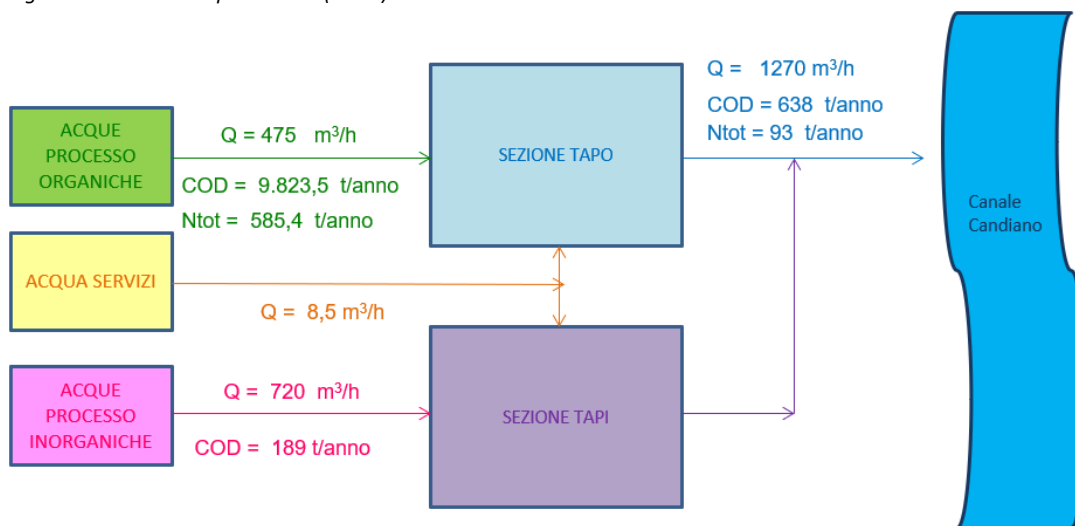 Q = 1270 m³/h
COD = 638 t/anno
Ntot = 93 t/anno
ACQUE
PROCESSO
ORGANICHE
Q = 475 m³/h
COD = 9.823,5 t/anno
Ntot = 585,4 t/anno
SEZIONE TAPO
Canale
Candiano
ACQUA SERVIZI
Q = 8,5 m³/h
ACQUE
PROCESSO
INORGANICHE
Q = 720 m³/h
COD = 189 t/anno
SEZIONE TAPI